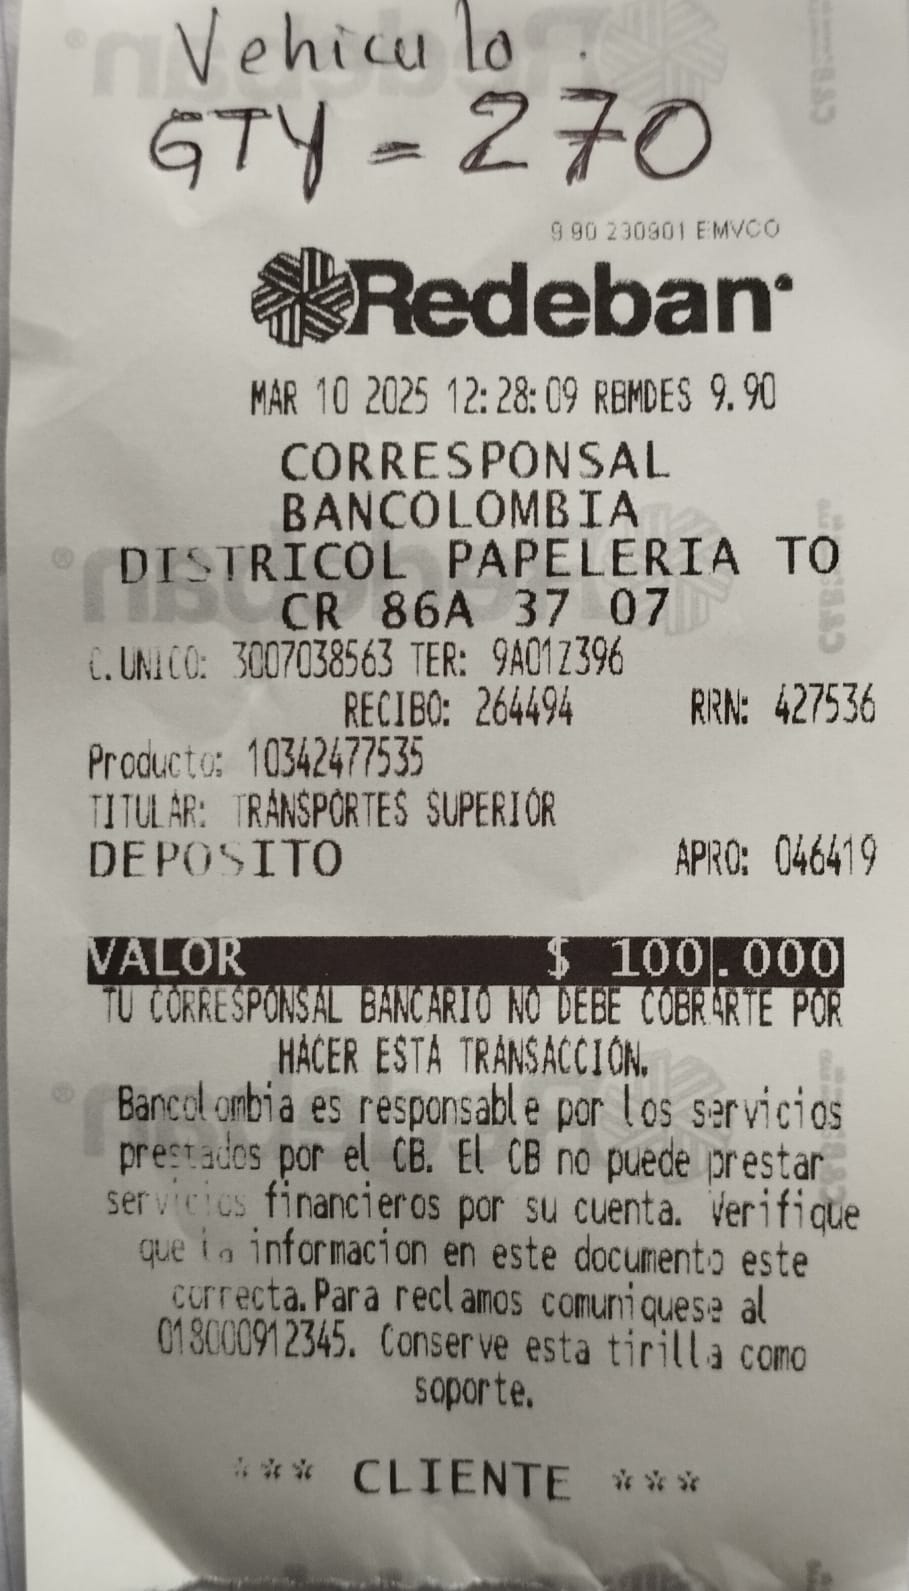 Vehiculo.
GTY = 270
9.90 230901 EMVCO
Redeban
MAR 10 2025 12:28:09 RBMDES 9.90
CORRESPONSAL
BANCOLOMBIA
DISTRICOL PAPELERIA TO
CR 86A 37 07
C.UNICO: 3007038563 TER: 9A01Z396
RECIBO: 264494 RRN: 427536
Producto: 10342477535
TITULAR: TRANSPORTES SUPERIOR
DEPOSITO APRO: 046419
VALOR $ 100.000
TU CORRESPONSAL BANCARIO NO DEBE COBRARTE POR
HACER ESTA TRANSACCION.
Bancolombia es responsable por los servicios
prestados por el CB. El CB no puede prestar
servicios financieros por su cuenta. Verifique
que la informacion en este documento este
correcta.Para reclamos comuniquese al
018000912345. Conserve esta tirilla como
soporte.
*** CLIENTE ***